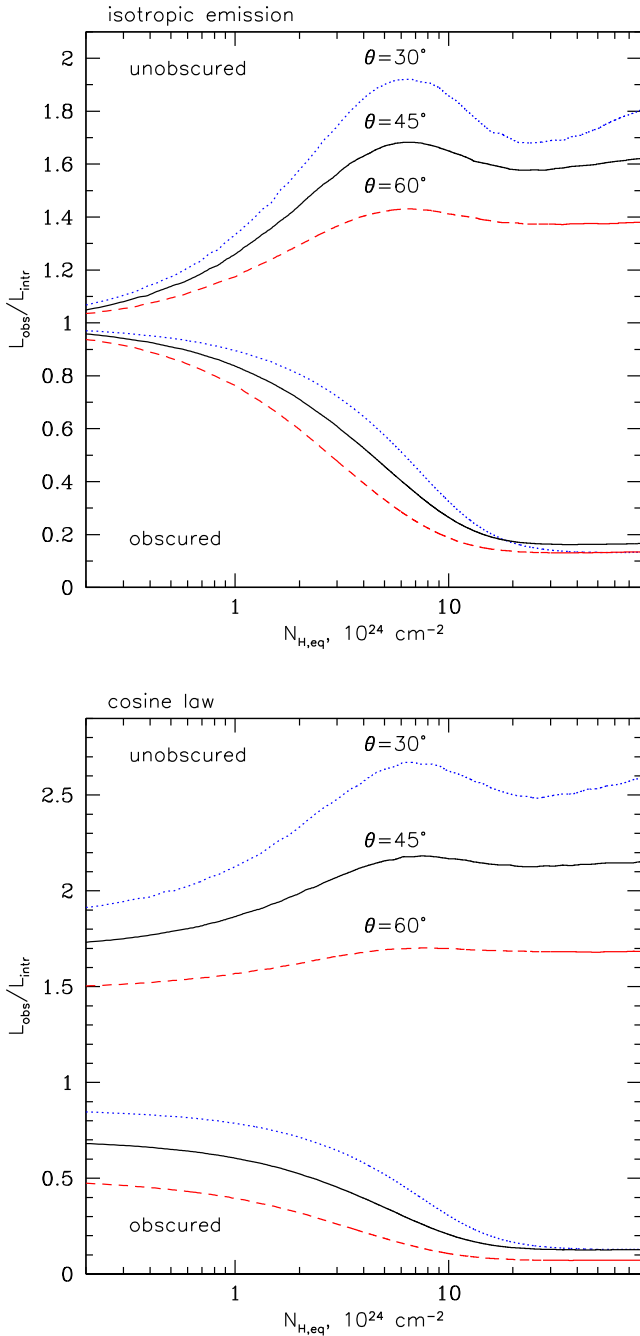 isotropic emission
unobscured
θ=30°
θ=45°
θ=60°
obscured
2
1.8
1.6
1.4
1.2
1
0.8
0.6
0.4
0.2
0
L_obs/L_intr
1 10
N_H,eq, 10^24 cm^-2
cosine law
unobscured
θ=30°
θ=45°
θ=60°
obscured
2.5
2
1.5
1
0.5
0
L_obs/L_intr
1 10
N_H,eq, 10^24 cm^-2